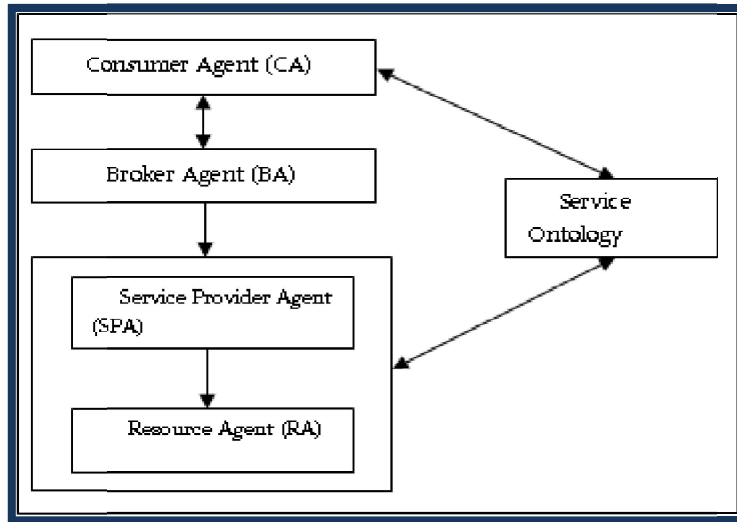 Consumer Agent (CA)
Broker Agent (BA)
Service
Ontology
Service Provider Agent
(SPA)
Resource Agent (RA)